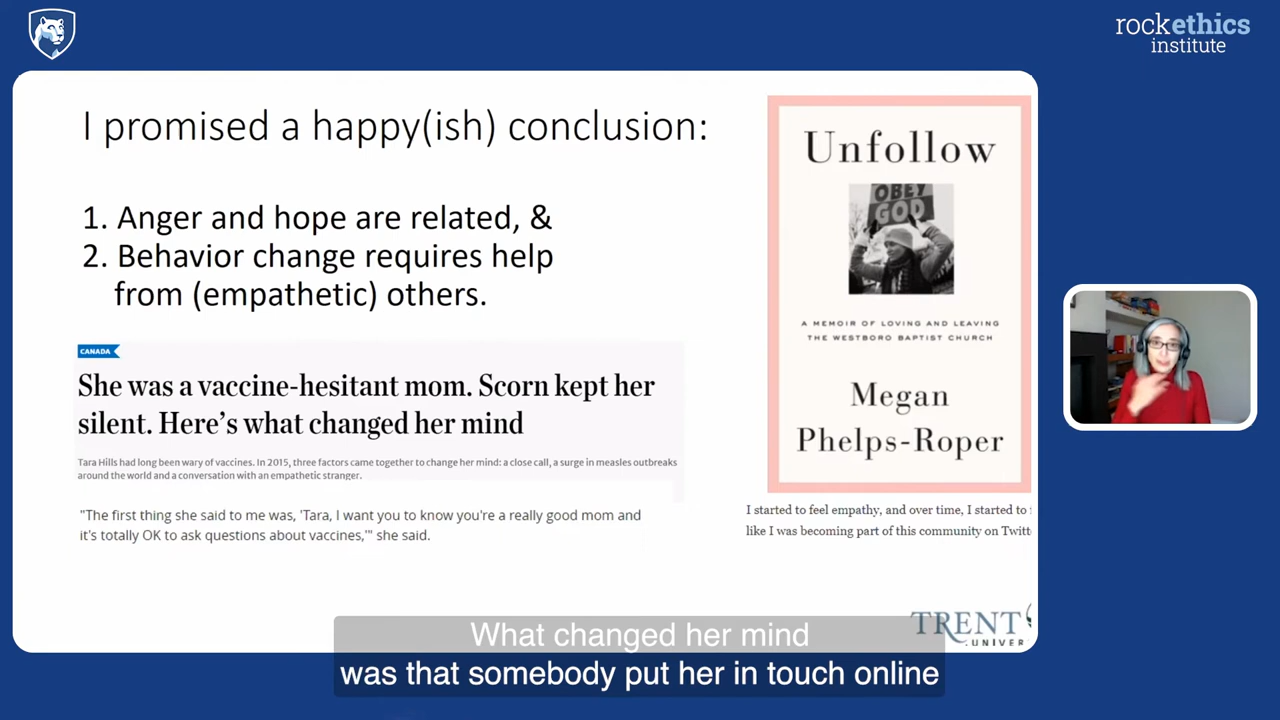 rockethics
institute
I promised a happy(ish) conclusion:
1. Anger and hope are related, &
2. Behavior change requires help
from (empathetic) others.
CANADA
She was a vaccine-hesitant mom. Scorn kept her
silent. Here's what changed her mind
Tara Hills had long been wary of vaccines. In 2015, three factors came together to change her mind: a close call, a surge in measles outbreaks
around the world and a conversation with an empathetic stranger.
"The first thing she said to me was, 'Tara, I want you to know you're a really good mom and
it's totally OK to ask questions about vaccines,'" she said.
Unfollow
OBEY
GOD
A MEMOIR OF LOVING AND LEAVING
THE WESTBORO BAPTIST CHURCH
Megan
Phelps-Roper
I started to feel empathy, and over time, I started to
like I was becoming part of this community on Twitt
TRENT
UNIVER
What changed her mind
was that somebody put her in touch online